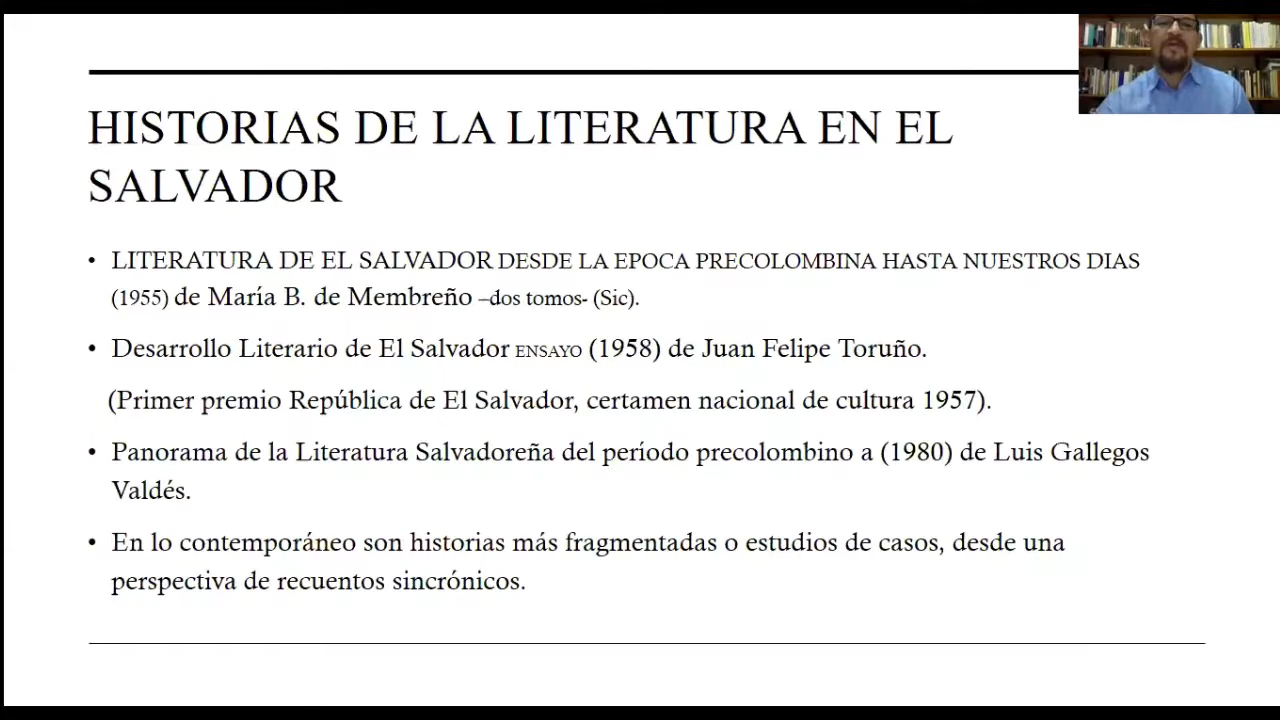 HISTORIAS DE LA LITERATURA EN EL
SALVADOR
• LITERATURA DE EL SALVADOR DESDE LA EPOCA PRECOLOMBINA HASTA NUESTROS DIAS
(1955) de María B. de Membreño –dos tomos- (Sic).
• Desarrollo Literario de El Salvador ENSAYO (1958) de Juan Felipe Toruño.
(Primer premio República de El Salvador, certamen nacional de cultura 1957).
• Panorama de la Literatura Salvadoreña del período precolombino a (1980) de Luis Gallegos
Valdés.
• En lo contemporáneo son historias más fragmentadas o estudios de casos, desde una
perspectiva de recuentos sincrónicos.